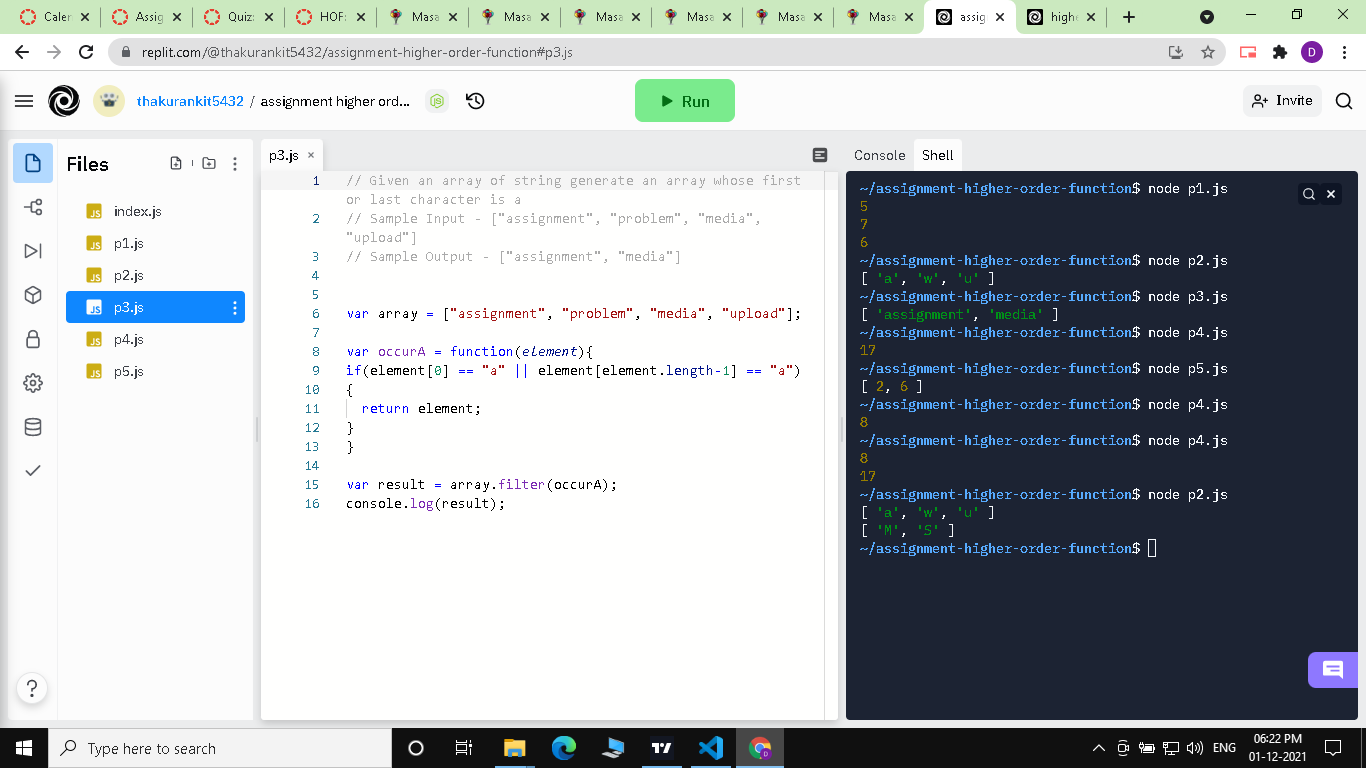 Caler
Assig
Quiz:
HOF:
Masa
Masa
Masa
Masa
Masa
Masa
assig
highe
replit.com/@thakurankit5432/assignment-higher-order-function#p3.js
D
thakurankit5432 / assignment higher ord...
Run
Invite
Files
index.js
p1.js
p2.js
p3.js
p4.js
p5.js
p3.js
1 // Given an array of string generate an array whose first
or last character is a
2 // Sample Input - ["assignment", "problem", "media",
"upload"]
3 // Sample Output - ["assignment", "media"]
4
5
6 var array = ["assignment", "problem", "media", "upload"];
7
8 var occurA = function(element){
9 if(element[0] == "a" || element[element.length-1] == "a")
10 {
11 return element;
12 }
13 }
14
15 var result = array.filter(occurA);
16 console.log(result);
Console Shell
~/assignment-higher-order-function$ node p1.js
5
7
6
~/assignment-higher-order-function$ node p2.js
[ 'a', 'w', 'u' ]
~/assignment-higher-order-function$ node p3.js
[ 'assignment', 'media' ]
~/assignment-higher-order-function$ node p4.js
17
~/assignment-higher-order-function$ node p5.js
[ 2, 6 ]
~/assignment-higher-order-function$ node p4.js
8
~/assignment-higher-order-function$ node p4.js
8
17
~/assignment-higher-order-function$ node p2.js
[ 'a', 'w', 'u' ]
[ 'M', 'S' ]
~/assignment-higher-order-function$
?
Type here to search
ENG
06:22 PM
01-12-2021